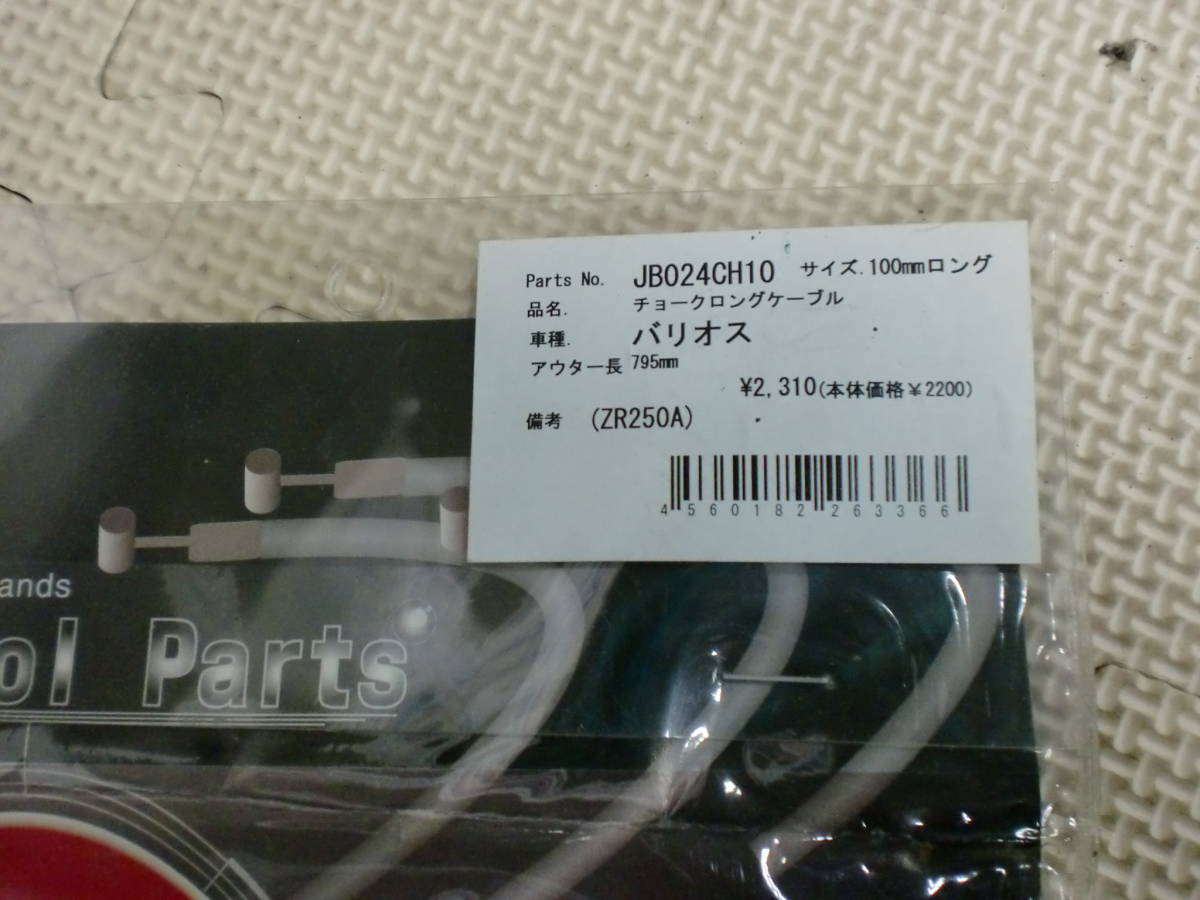 Parts No. JB024CH10 サイズ.100mmロング
品名. チョークロングケーブル
車種. バリオス
アウター長 795mm
¥2,310(本体価格¥2200)
備考 (ZR250A)
4560182263366
ands
ol Parts